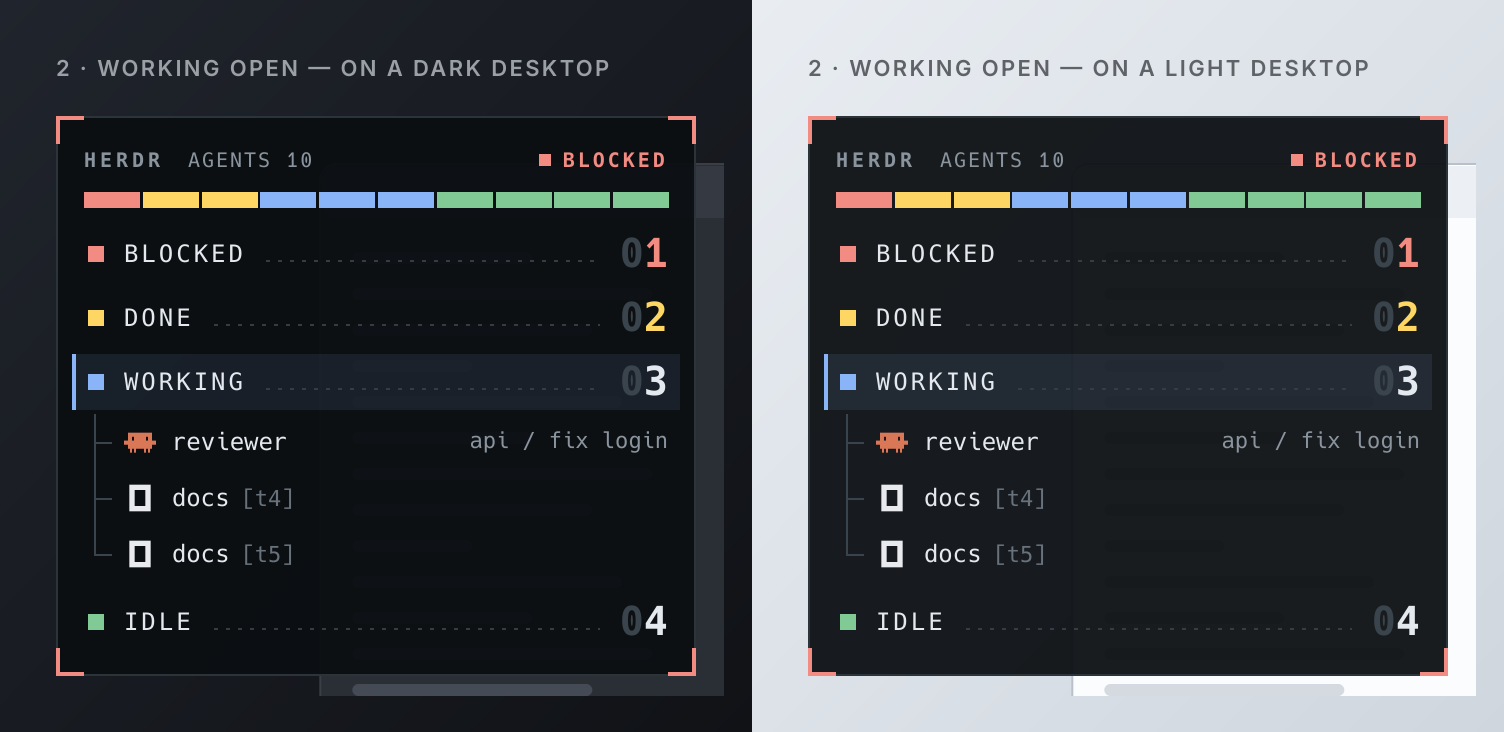 2 · WORKING OPEN — ON A DARK DESKTOP
HERDR AGENTS 10 BLOCKED
BLOCKED 01
DONE 02
WORKING 03
reviewer api / fix login
docs [t4]
docs [t5]
IDLE 04
2 · WORKING OPEN — ON A LIGHT DESKTOP
HERDR AGENTS 10 BLOCKED
BLOCKED 01
DONE 02
WORKING 03
reviewer api / fix login
docs [t4]
docs [t5]
IDLE 04